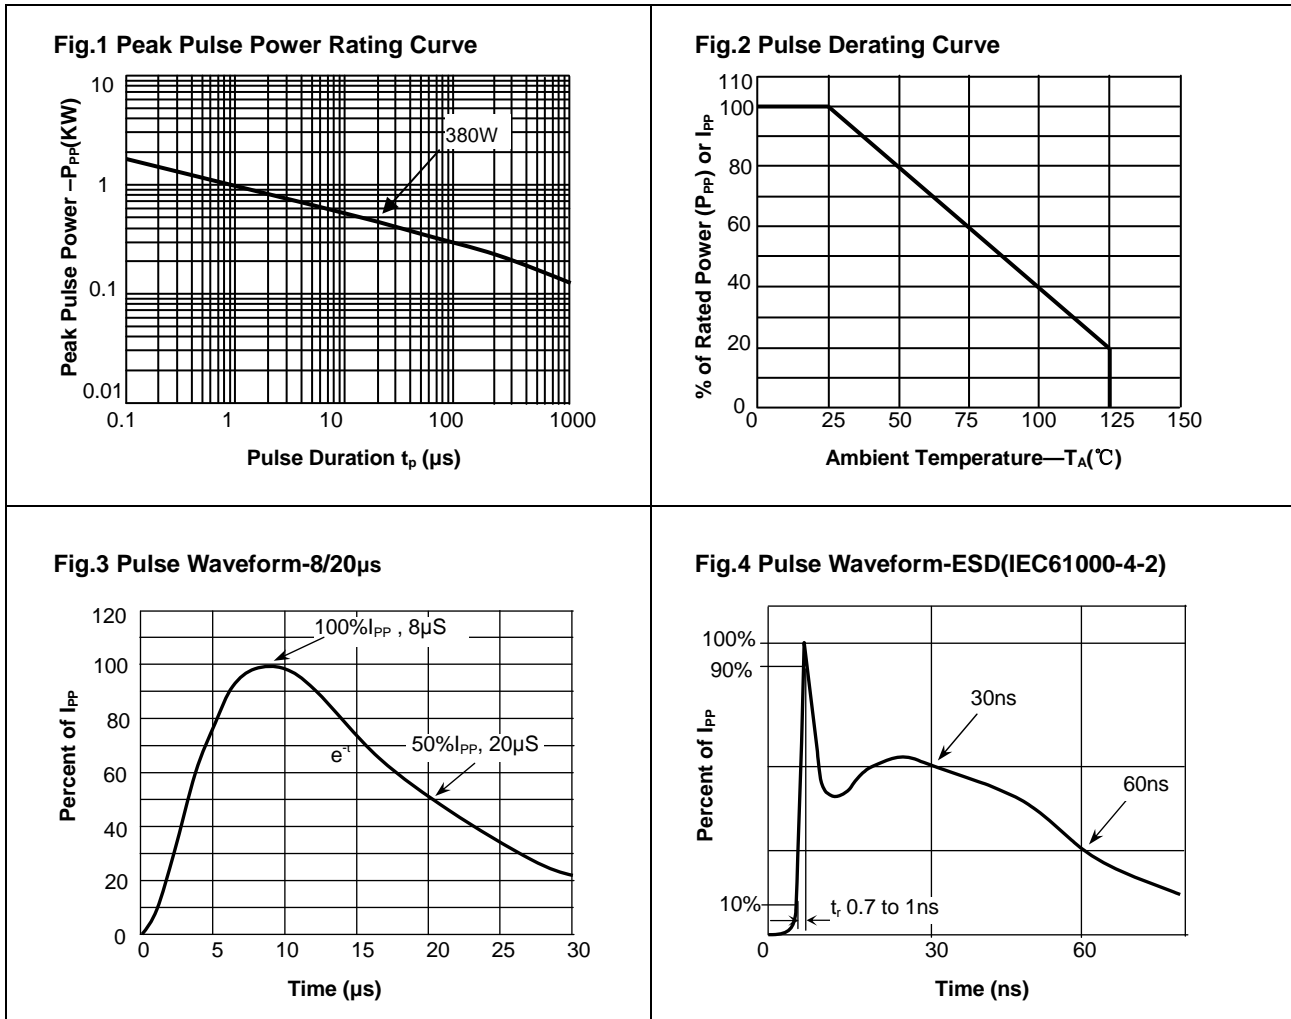 Fig.1 Peak Pulse Power Rating Curve
Peak Pulse Power –PPP(KW)
10
1
0.1
0.01
380W
0.1 1 10 100 1000
Pulse Duration tp (µs)
Fig.2 Pulse Derating Curve
% of Rated Power (PPP) or IPP
110
100
80
60
40
20
0
0 25 50 75 100 125 150
Ambient Temperature—TA(℃)
Fig.3 Pulse Waveform-8/20µs
Percent of IPP
120
100
80
60
40
20
0
100%IPP , 8µS
e-t
50%IPP, 20µS
0 5 10 15 20 25 30
Time (µs)
Fig.4 Pulse Waveform-ESD(IEC61000-4-2)
Percent of IPP
100%
90%
10%
30ns
60ns
tr 0.7 to 1ns
0 30 60
Time (ns)